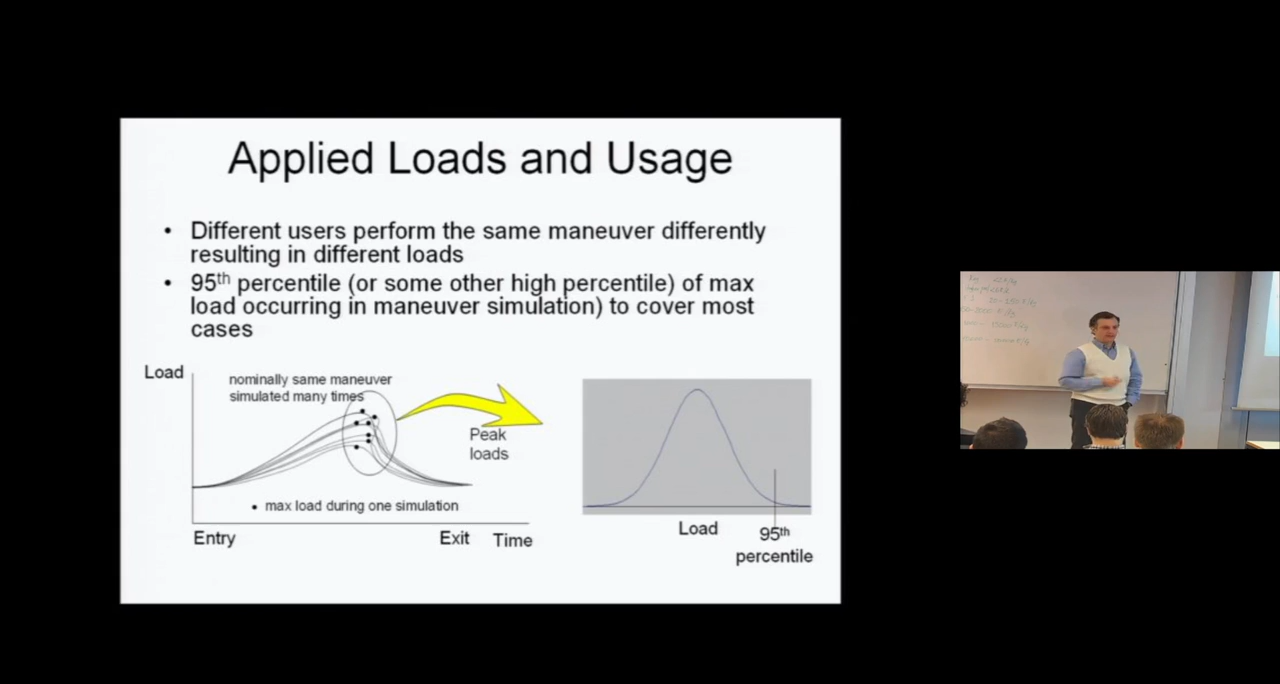 Applied Loads and Usage
• Different users perform the same maneuver differently
resulting in different loads
• 95th percentile (or some other high percentile) of max
load occurring in maneuver simulation) to cover most
cases
Load
nominally same maneuver
simulated many times
Peak
loads
• max load during one simulation
Entry
Exit
Time
Load
95th
percentile